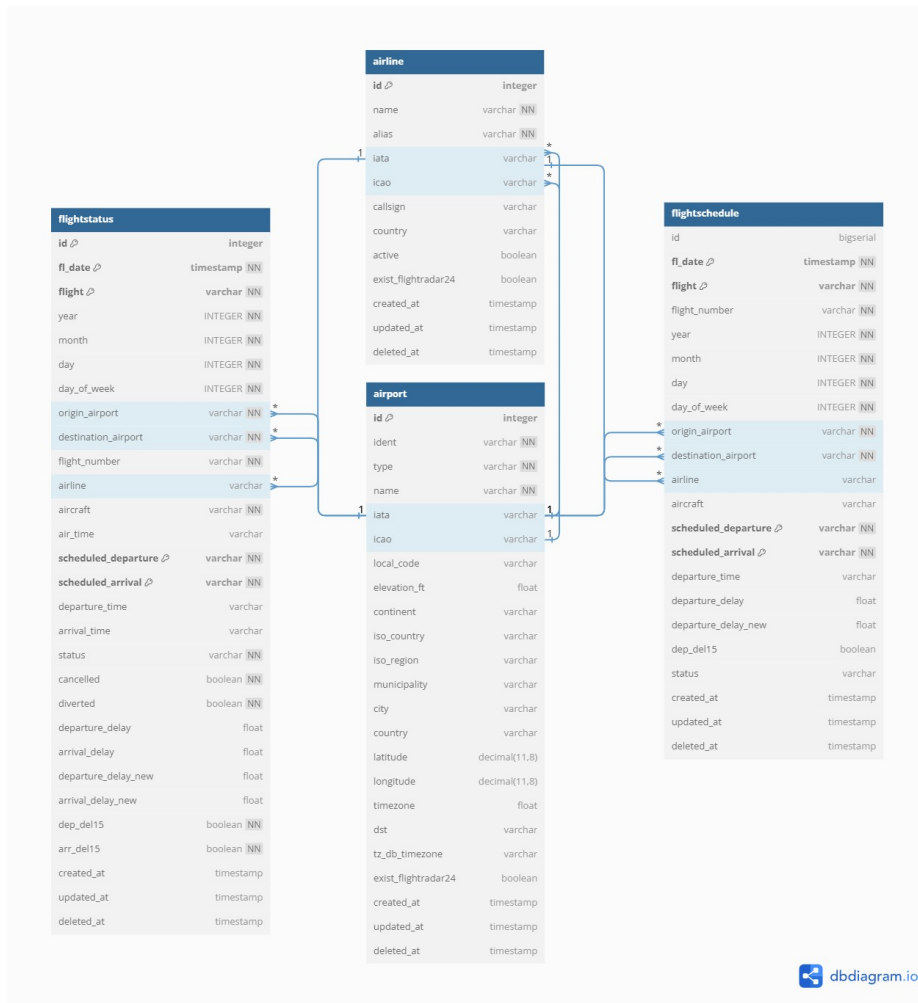 airline
id integer
name varchar NN
alias varchar NN
iata varchar
icao varchar
callsign varchar
country varchar
active boolean
exist_flightradar24 boolean
created_at timestamp
updated_at timestamp
deleted_at timestamp
flightstatus
id integer
fl_date timestamp NN
flight varchar NN
year INTEGER NN
month INTEGER NN
day INTEGER NN
day_of_week INTEGER NN
origin_airport varchar NN
destination_airport varchar NN
flight_number varchar NN
airline varchar
aircraft varchar NN
air_time varchar
scheduled_departure varchar NN
scheduled_arrival varchar NN
departure_time varchar
arrival_time varchar
status varchar NN
cancelled boolean NN
diverted boolean NN
departure_delay float
arrival_delay float
departure_delay_new float
arrival_delay_new float
dep_del15 boolean NN
arr_del15 boolean NN
created_at timestamp
updated_at timestamp
deleted_at timestamp
airport
id integer
ident varchar NN
type varchar NN
name varchar NN
iata varchar
icao varchar
local_code varchar
elevation_ft float
continent varchar
iso_country varchar
iso_region varchar
municipality varchar
city varchar
country varchar
latitude decimal(11,8)
longitude decimal(11,8)
timezone float
dst varchar
tz_db_timezone varchar
exist_flightradar24 boolean
created_at timestamp
updated_at timestamp
deleted_at timestamp
flightschedule
id bigserial
fl_date timestamp NN
flight varchar NN
flight_number varchar NN
year INTEGER NN
month INTEGER NN
day INTEGER NN
day_of_week INTEGER NN
origin_airport varchar NN
destination_airport varchar NN
airline varchar
aircraft varchar
scheduled_departure varchar NN
scheduled_arrival varchar NN
departure_time varchar
departure_delay float
departure_delay_new float
dep_del15 boolean
status varchar
created_at timestamp
updated_at timestamp
deleted_at timestamp
1
*
1
*
*
*
*
1
1
1
*
*
*
dbdiagram.io